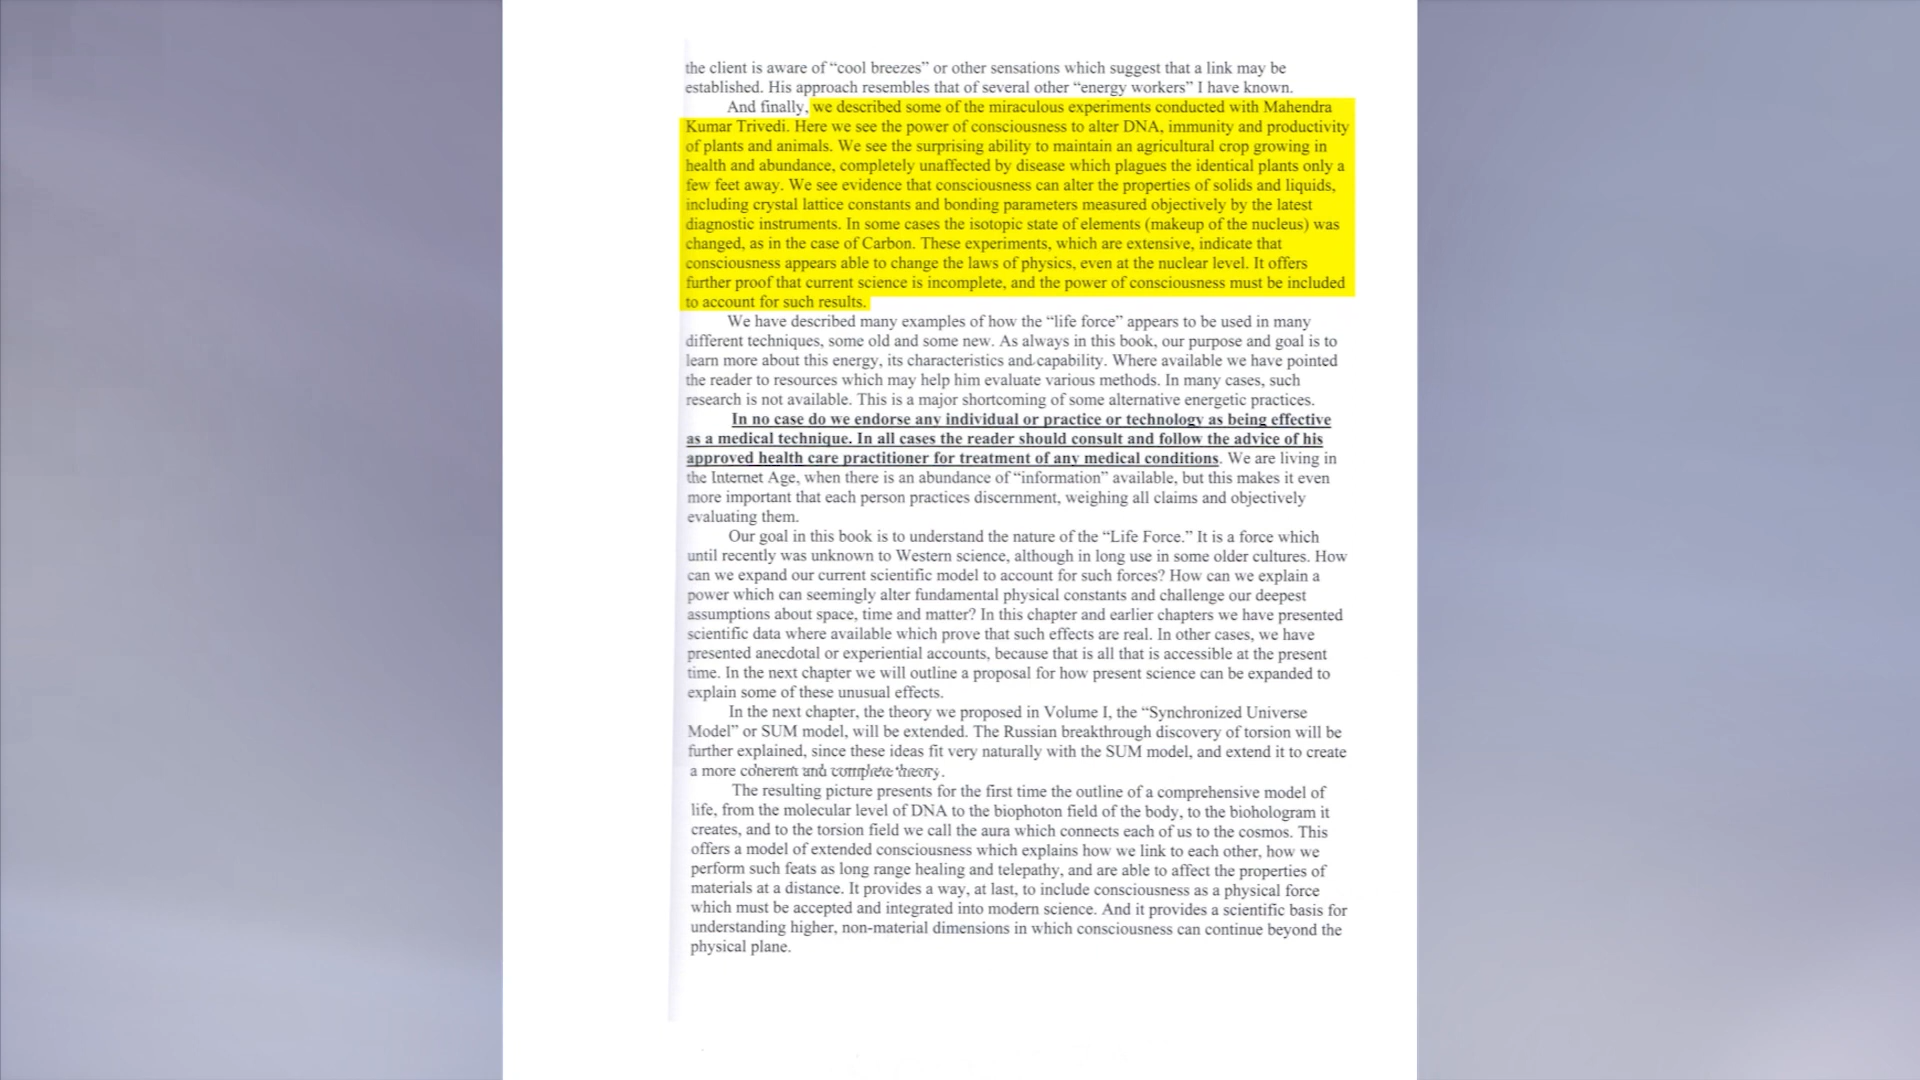 the client is aware of “cool breezes” or other sensations which suggest that a link may be
established. His approach resembles that of several other “energy workers” I have known.
And finally, we described some of the miraculous experiments conducted with Mahendra
Kumar Trivedi. Here we see the power of consciousness to alter DNA, immunity and productivity
of plants and animals. We see the surprising ability to maintain an agricultural crop growing in
health and abundance, completely unaffected by disease which plagues the identical plants only a
few feet away. We see evidence that consciousness can alter the properties of solids and liquids,
including crystal lattice constants and bonding parameters measured objectively by the latest
diagnostic instruments. In some cases the isotopic state of elements (makeup of the nucleus) was
changed, as in the case of Carbon. These experiments, which are extensive, indicate that
consciousness appears able to change the laws of physics, even at the nuclear level. It offers
further proof that current science is incomplete, and the power of consciousness must be included
to account for such results.
We have described many examples of how the “life force” appears to be used in many
different techniques, some old and some new. As always in this book, our purpose and goal is to
learn more about this energy, its characteristics and capability. Where available we have pointed
the reader to resources which may help him evaluate various methods. In many cases, such
research is not available. This is a major shortcoming of some alternative energetic practices.
In no case do we endorse any individual or practice or technology as being effective
as a medical technique. In all cases the reader should consult and follow the advice of his
approved health care practitioner for treatment of any medical conditions. We are living in
the Internet Age, when there is an abundance of “information” available, but this makes it even
more important that each person practices discernment, weighing all claims and objectively
evaluating them.
Our goal in this book is to understand the nature of the “Life Force.” It is a force which
until recently was unknown to Western science, although in long use in some older cultures. How
can we expand our current scientific model to account for such forces? How can we explain a
power which can seemingly alter fundamental physical constants and challenge our deepest
assumptions about space, time and matter? In this chapter and earlier chapters we have presented
scientific data where available which prove that such effects are real. In other cases, we have
presented anecdotal or experiential accounts, because that is all that is accessible at the present
time. In the next chapter we will outline a proposal for how present science can be expanded to
explain some of these unusual effects.
In the next chapter, the theory we proposed in Volume I, the “Synchronized Universe
Model” or SUM model, will be extended. The Russian breakthrough discovery of torsion will be
further explained, since these ideas fit very naturally with the SUM model, and extend it to create
a more coherent and complete theory.
The resulting picture presents for the first time the outline of a comprehensive model of
life, from the molecular level of DNA to the biophoton field of the body, to the biohologram it
creates, and to the torsion field we call the aura which connects each of us to the cosmos. This
offers a model of extended consciousness which explains how we link to each other, how we
perform such feats as long range healing and telepathy, and are able to affect the properties of
materials at a distance. It provides a way, at last, to include consciousness as a physical force
which must be accepted and integrated into modern science. And it provides a scientific basis for
understanding higher, non-material dimensions in which consciousness can continue beyond the
physical plane.